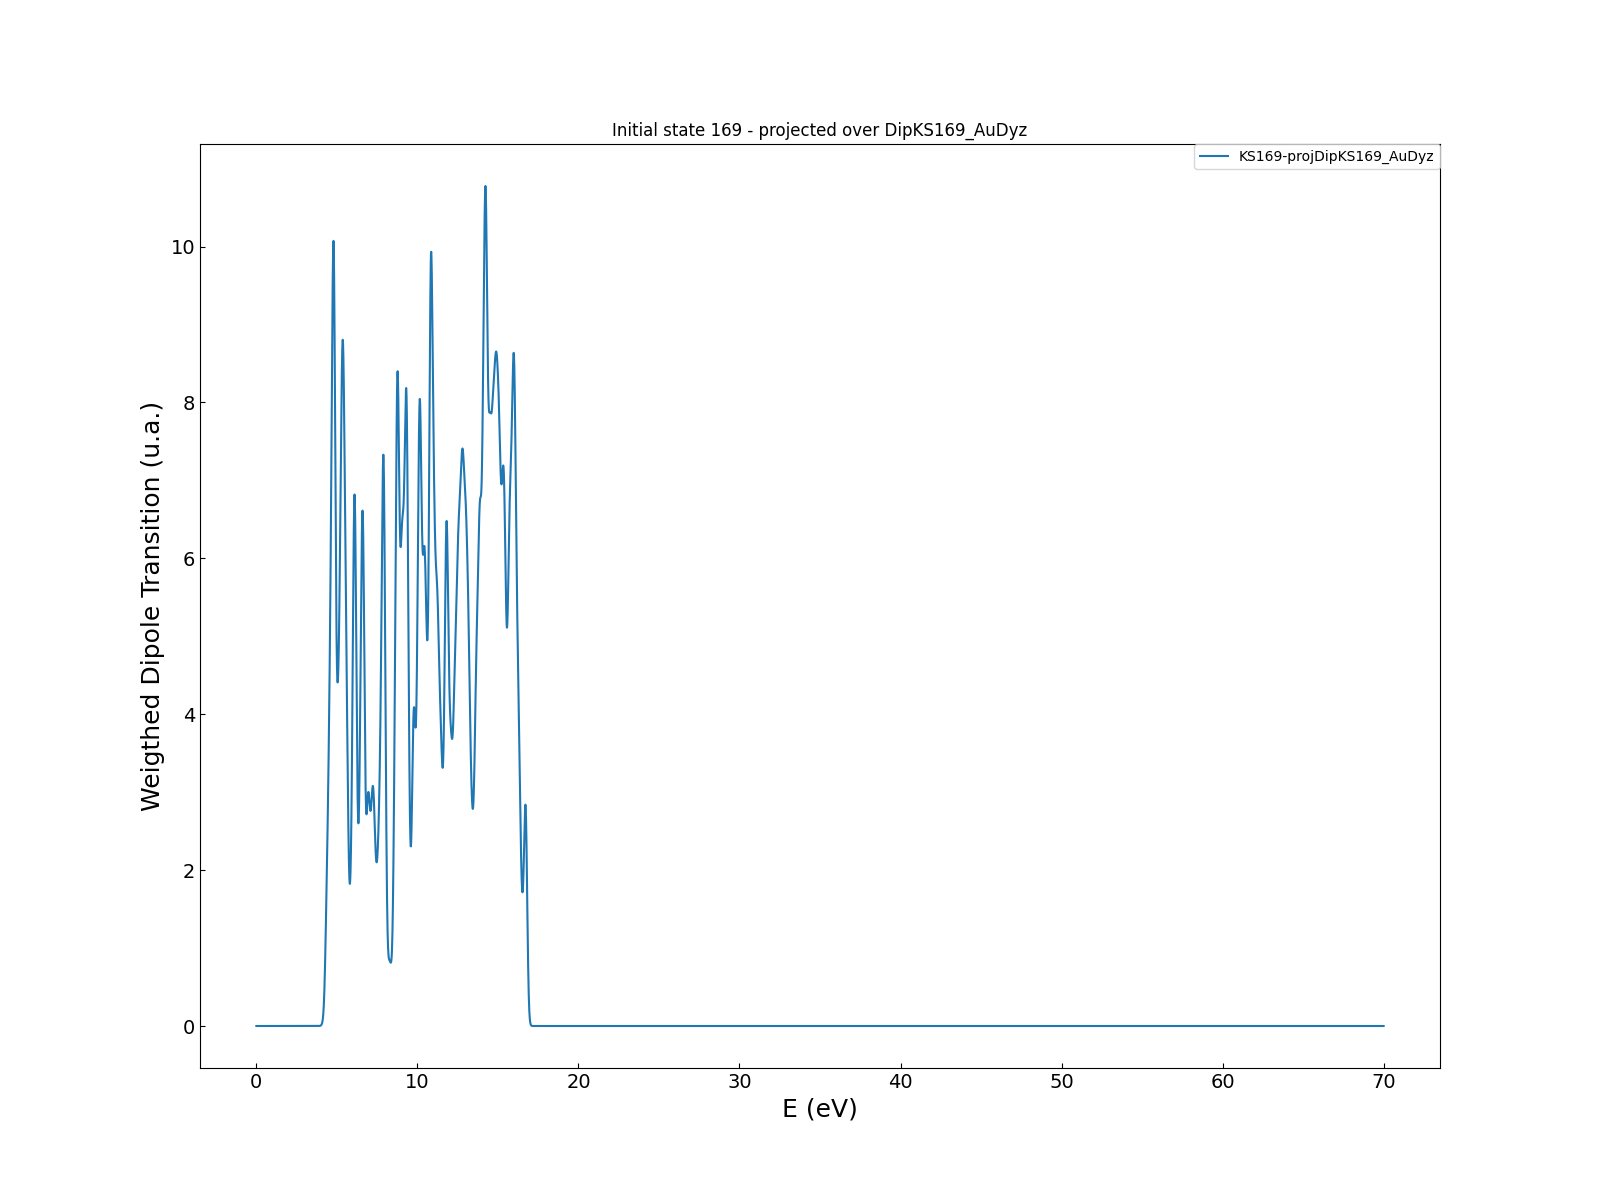 Initial state 169 - projected over DipKS169_AuDyz
KS169-projDipKS169_AuDyz
10
8
6
4
2
0
Weigthed Dipole Transition (u.a.)
0 10 20 30 40 50 60 70
E (eV)